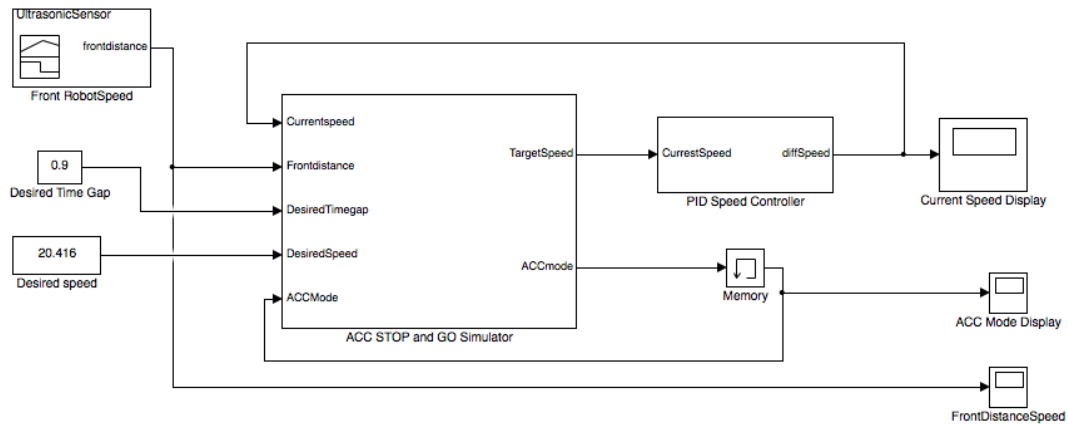 UltrasonicSensor
frontdistance
Front RobotSpeed
Currentspeed
Frontdistance
DesiredTimegap
DesiredSpeed
ACCMode
TargetSpeed
ACCmode
ACC STOP and GO Simulator
0.9
Desired Time Gap
20.416
Desired speed
CurrestSpeed
diffSpeed
PID Speed Controller
Current Speed Display
Memory
ACC Mode Display
FrontDistanceSpeed